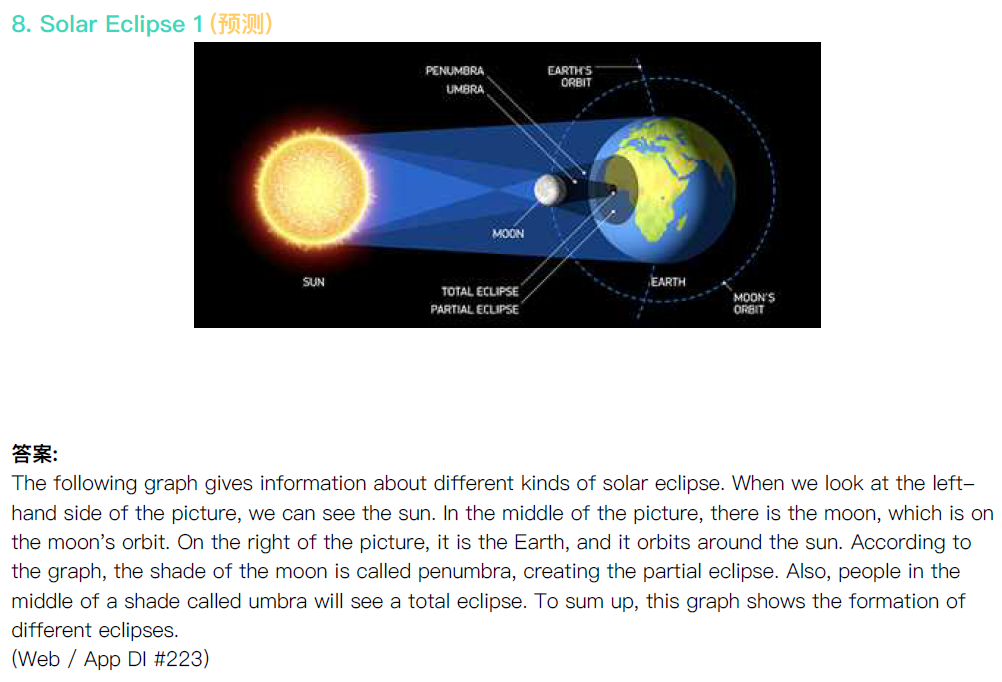 8. Solar Eclipse 1 (预测)
PENUMBRA
UMBRA
EARTH'S
ORBIT
MOON
SUN
TOTAL ECLIPSE
PARTIAL ECLIPSE
EARTH
MOON'S
ORBIT
答案:
The following graph gives information about different kinds of solar eclipse. When we look at the left-
hand side of the picture, we can see the sun. In the middle of the picture, there is the moon, which is on
the moon's orbit. On the right of the picture, it is the Earth, and it orbits around the sun. According to
the graph, the shade of the moon is called penumbra, creating the partial eclipse. Also, people in the
middle of a shade called umbra will see a total eclipse. To sum up, this graph shows the formation of
different eclipses.
(Web / App DI #223)